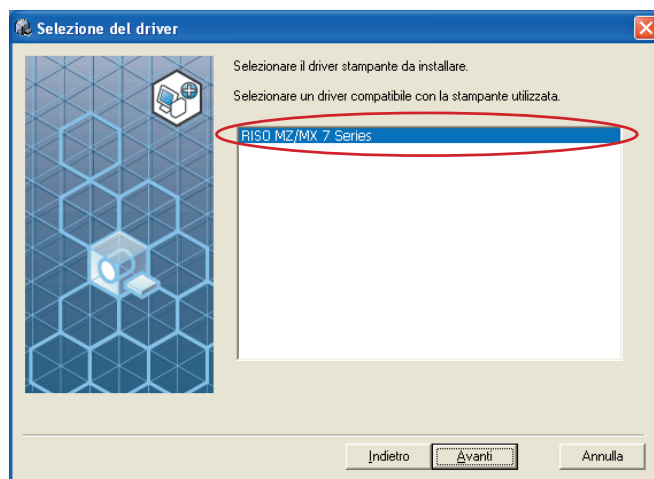 Selezione del driver
Selezionare il driver stampante da installare.
Selezionare un driver compatibile con la stampante utilizzata.
RISO MZ/MX 7 Series
Indietro
Avanti
Annulla